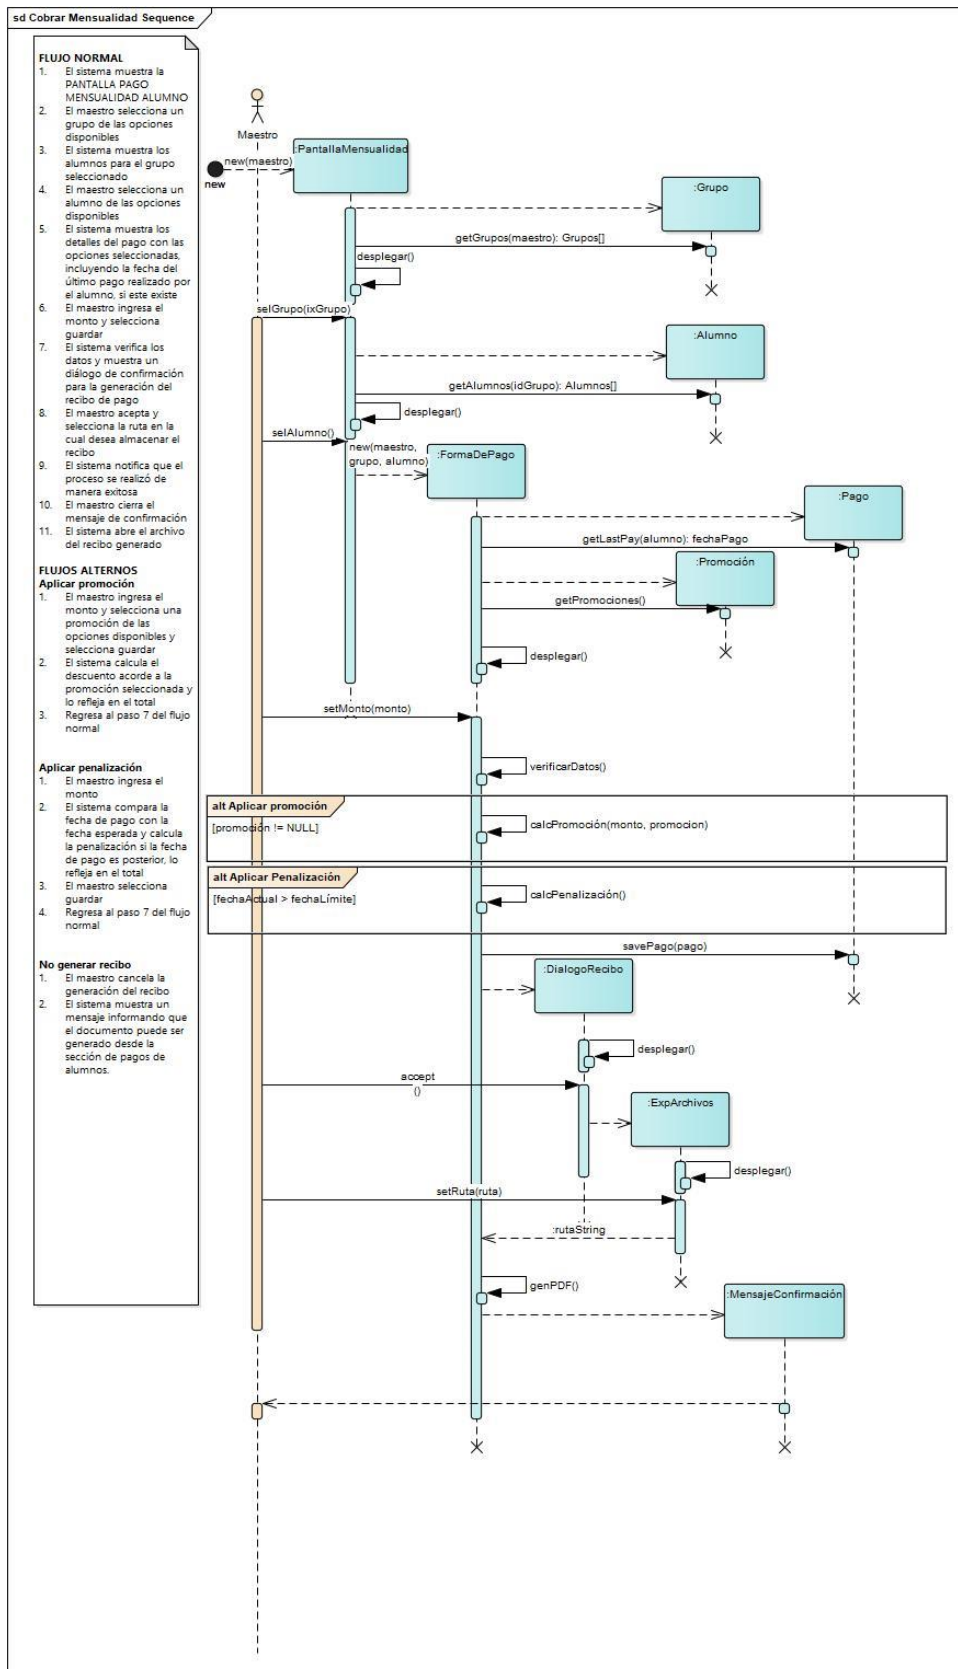 sd Cobrar Mensualidad Sequence
FLUJO NORMAL
1. El sistema muestra la
PANTALLA PAGO
MENSUALIDAD ALUMNO
2. El maestro selecciona un
grupo de las opciones
disponibles
3. El sistema muestra los
alumnos para el grupo
seleccionado
4. El maestro selecciona un
alumno de las opciones
disponibles
5. El sistema muestra los
detalles del pago con las
opciones seleccionadas,
incluyendo la fecha del
último pago realizado por
el alumno, si este existe
6. El maestro ingresa el
monto y selecciona
guardar
7. El sistema verifica los
datos y muestra un
diálogo de confirmación
para la generación del
recibo de pago
8. El maestro acepta y
selecciona la ruta en la
cual desea almacenar el
recibo
9. El sistema notifica que el
proceso se realizó de
manera exitosa
10. El maestro cierra el
mensaje de confirmación
11. El sistema abre el archivo
del recibo generado
FLUJOS ALTERNOS
Aplicar promoción
1. El maestro ingresa el
monto y selecciona una
promoción de las
opciones disponibles y
selecciona guardar
2. El sistema calcula el
descuento acorde a la
promoción seleccionada y
lo refleja en el total
3. Regresa al paso 7 del flujo
normal
Aplicar penalización
1. El maestro ingresa el
monto
2. El sistema compara la
fecha de pago con la
fecha esperada y calcula
la penalización si la fecha
de pago es posterior, lo
refleja en el total
3. El maestro selecciona
guardar
4. Regresa al paso 7 del flujo
normal
No generar recibo
1. El maestro cancela la
generación del recibo
2. El sistema muestra un
mensaje informando que
el documento puede ser
generado desde la
sección de pagos de
alumnos.
Maestro
new
new(maestro)
:PantallaMensualidad
:Grupo
getGrupos(maestro): Grupos[]
desplegar()
selGrupo(ixGrupo)
:Alumno
getAlumnos(idGrupo): Alumnos[]
desplegar()
selAlumno()
new(maestro,
grupo, alumno)
:FormaDePago
:Pago
getLastPay(alumno): fechaPago
:Promoción
getPromociones()
desplegar()
setMonto(monto)
verificarDatos()
alt Aplicar promoción
[promoción != NULL]
calcPromoción(monto, promocion)
alt Aplicar Penalización
[fechaActual > fechaLímite]
calcPenalización()
savePago(pago)
:DialogoRecibo
desplegar()
accept
()
:ExpArchivos
desplegar()
setRuta(ruta)
:rutaString
genPDF()
:MensajeConfirmación